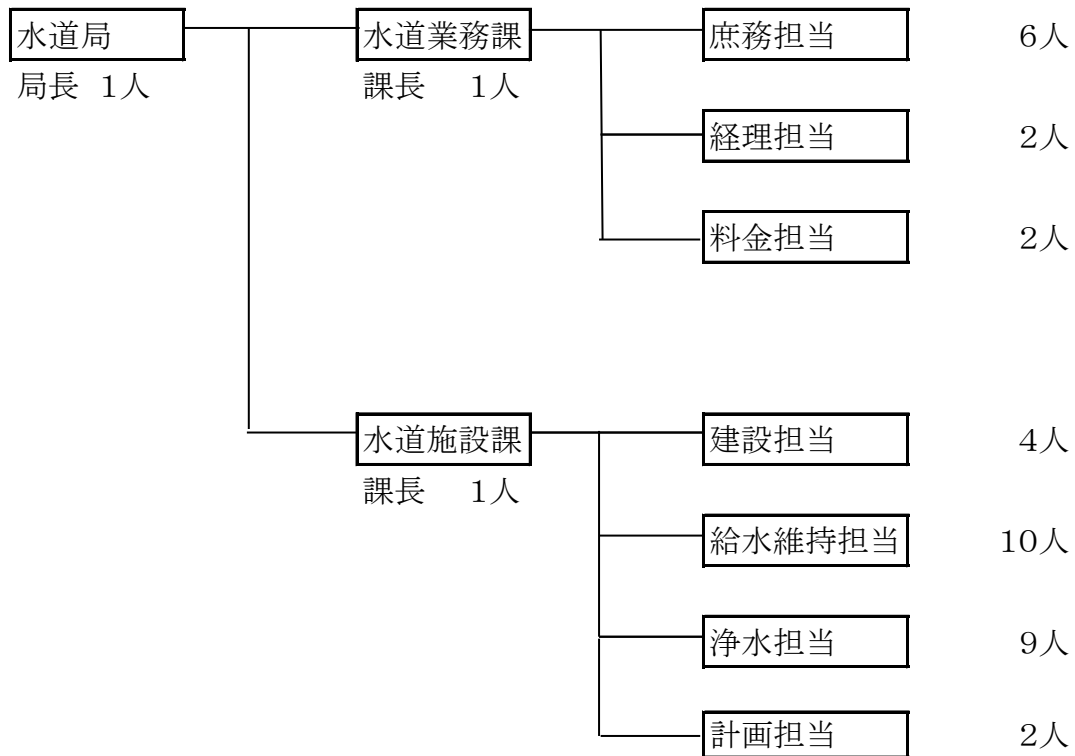 水道局 水道業務課 庶務担当 6人
局長 1人 課長 1人
経理担当 2人
料金担当 2人
水道施設課 建設担当 4人
課長 1人
給水維持担当 10人
浄水担当 9人
計画担当 2人